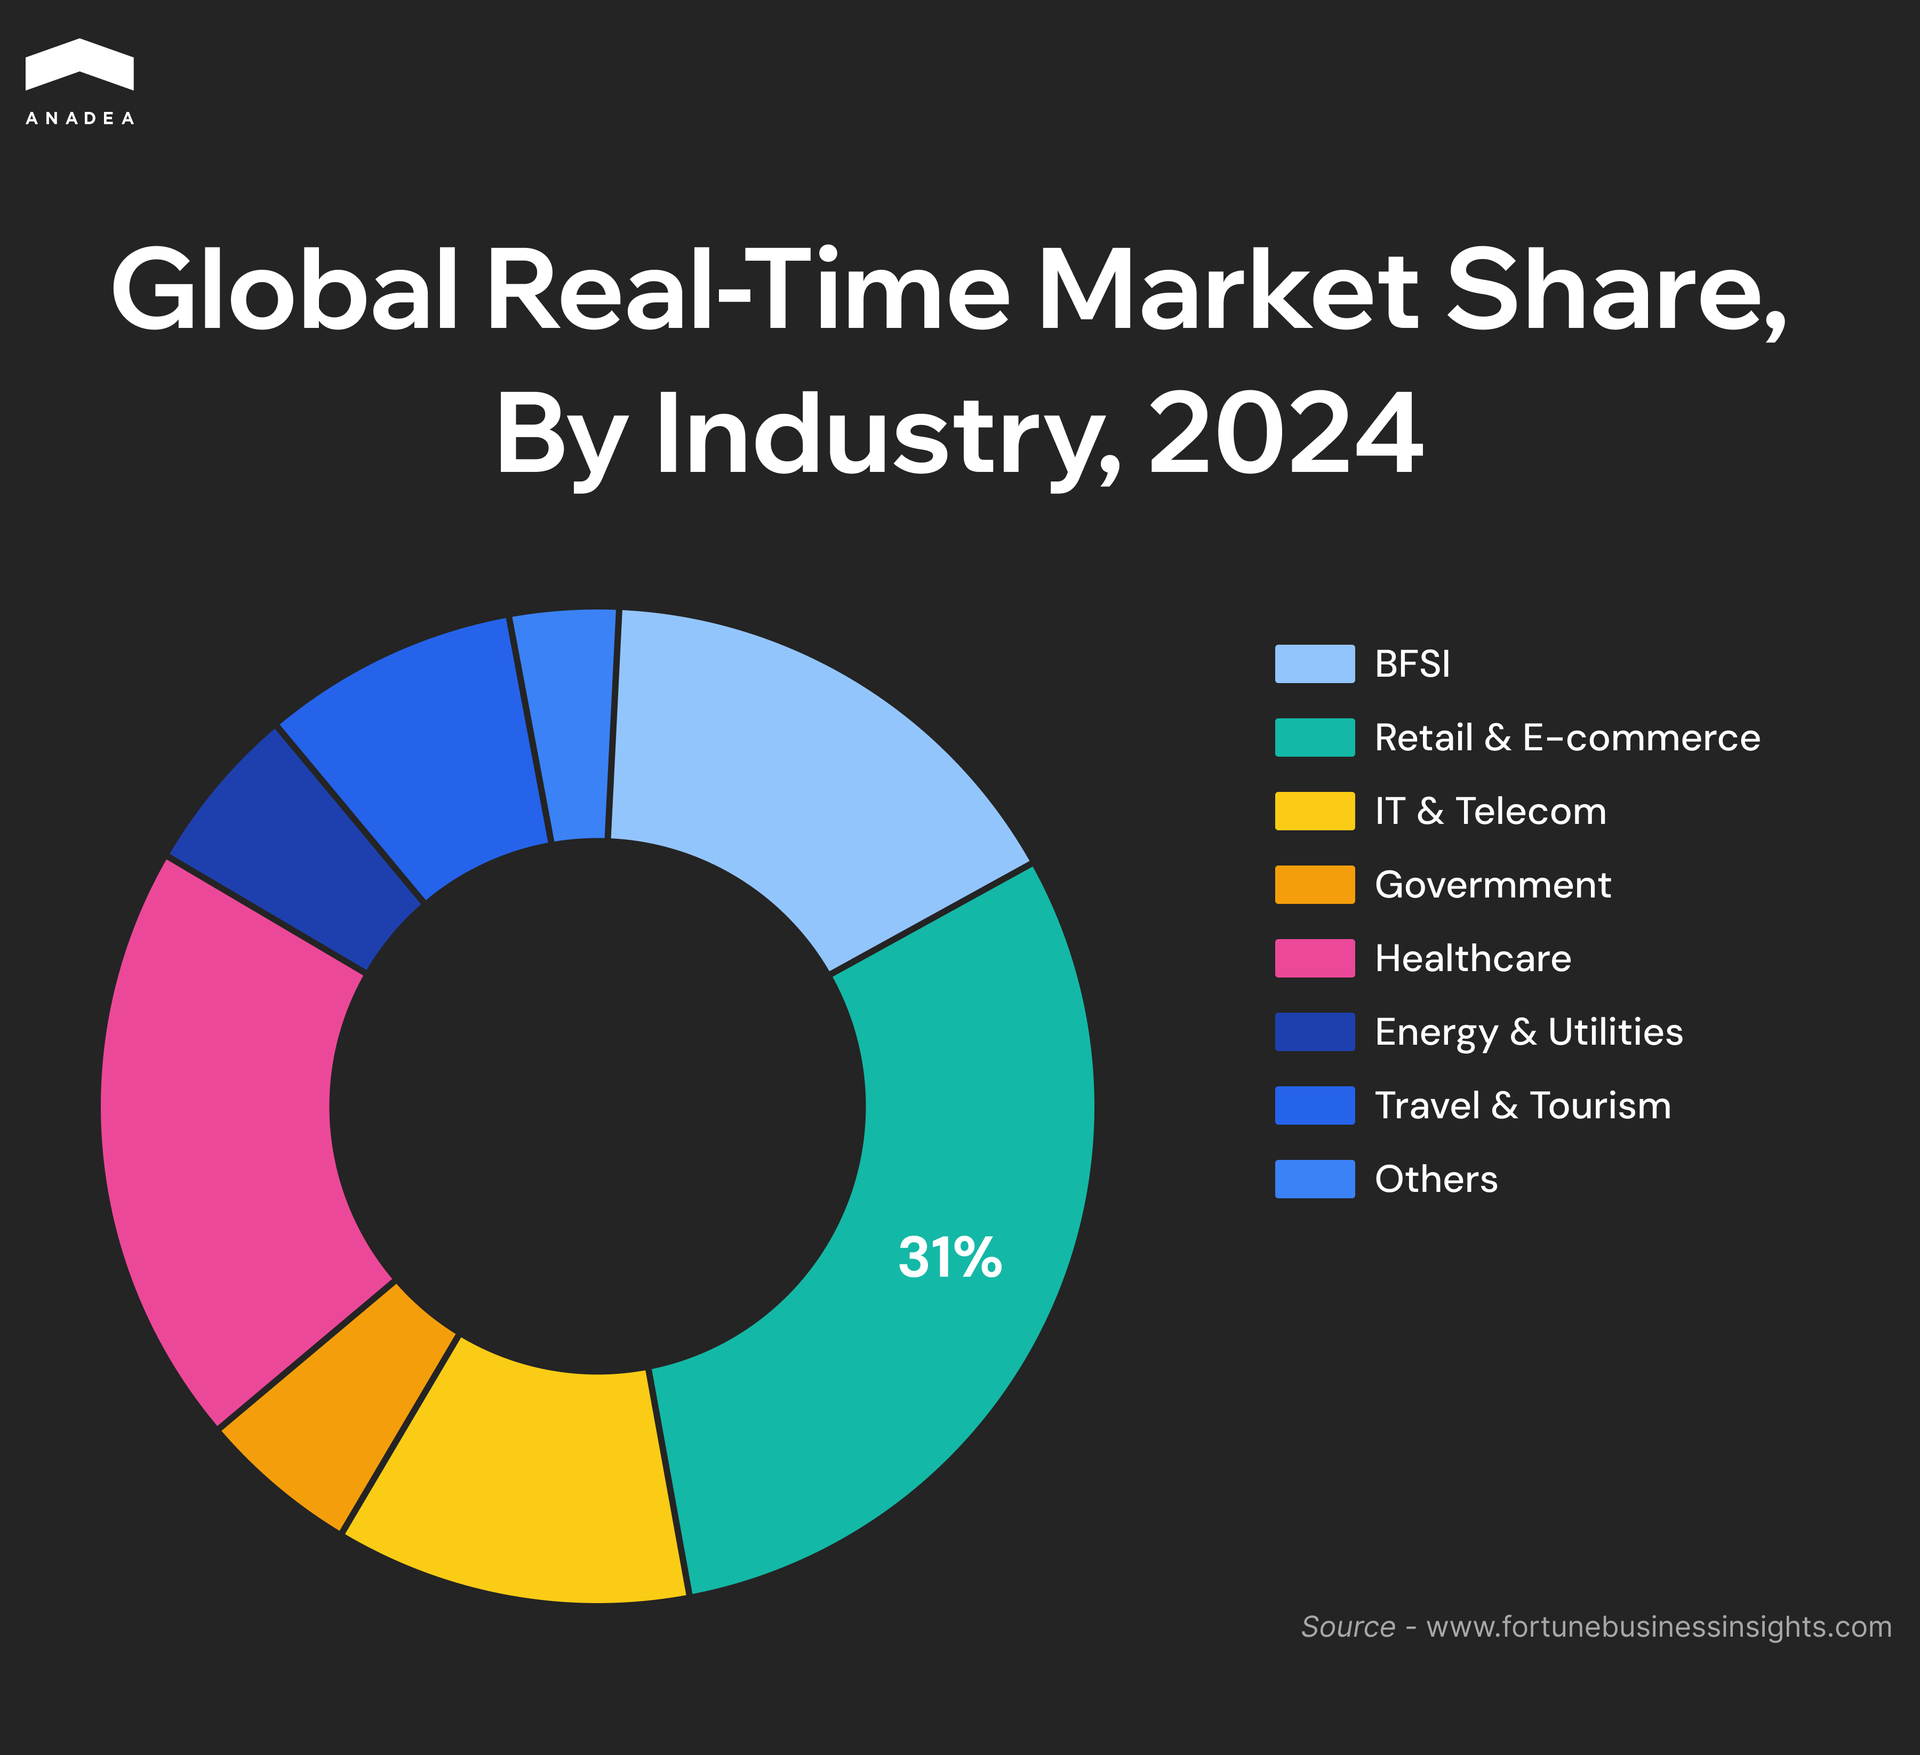 ANADEA
Global Real-Time Market Share,
By Industry, 2024
BFSI
Retail & E-commerce
IT & Telecom
Govermment
Healthcare
Energy & Utilities
Travel & Tourism
Others
31%
Source - www.fortunebusinessinsights.com